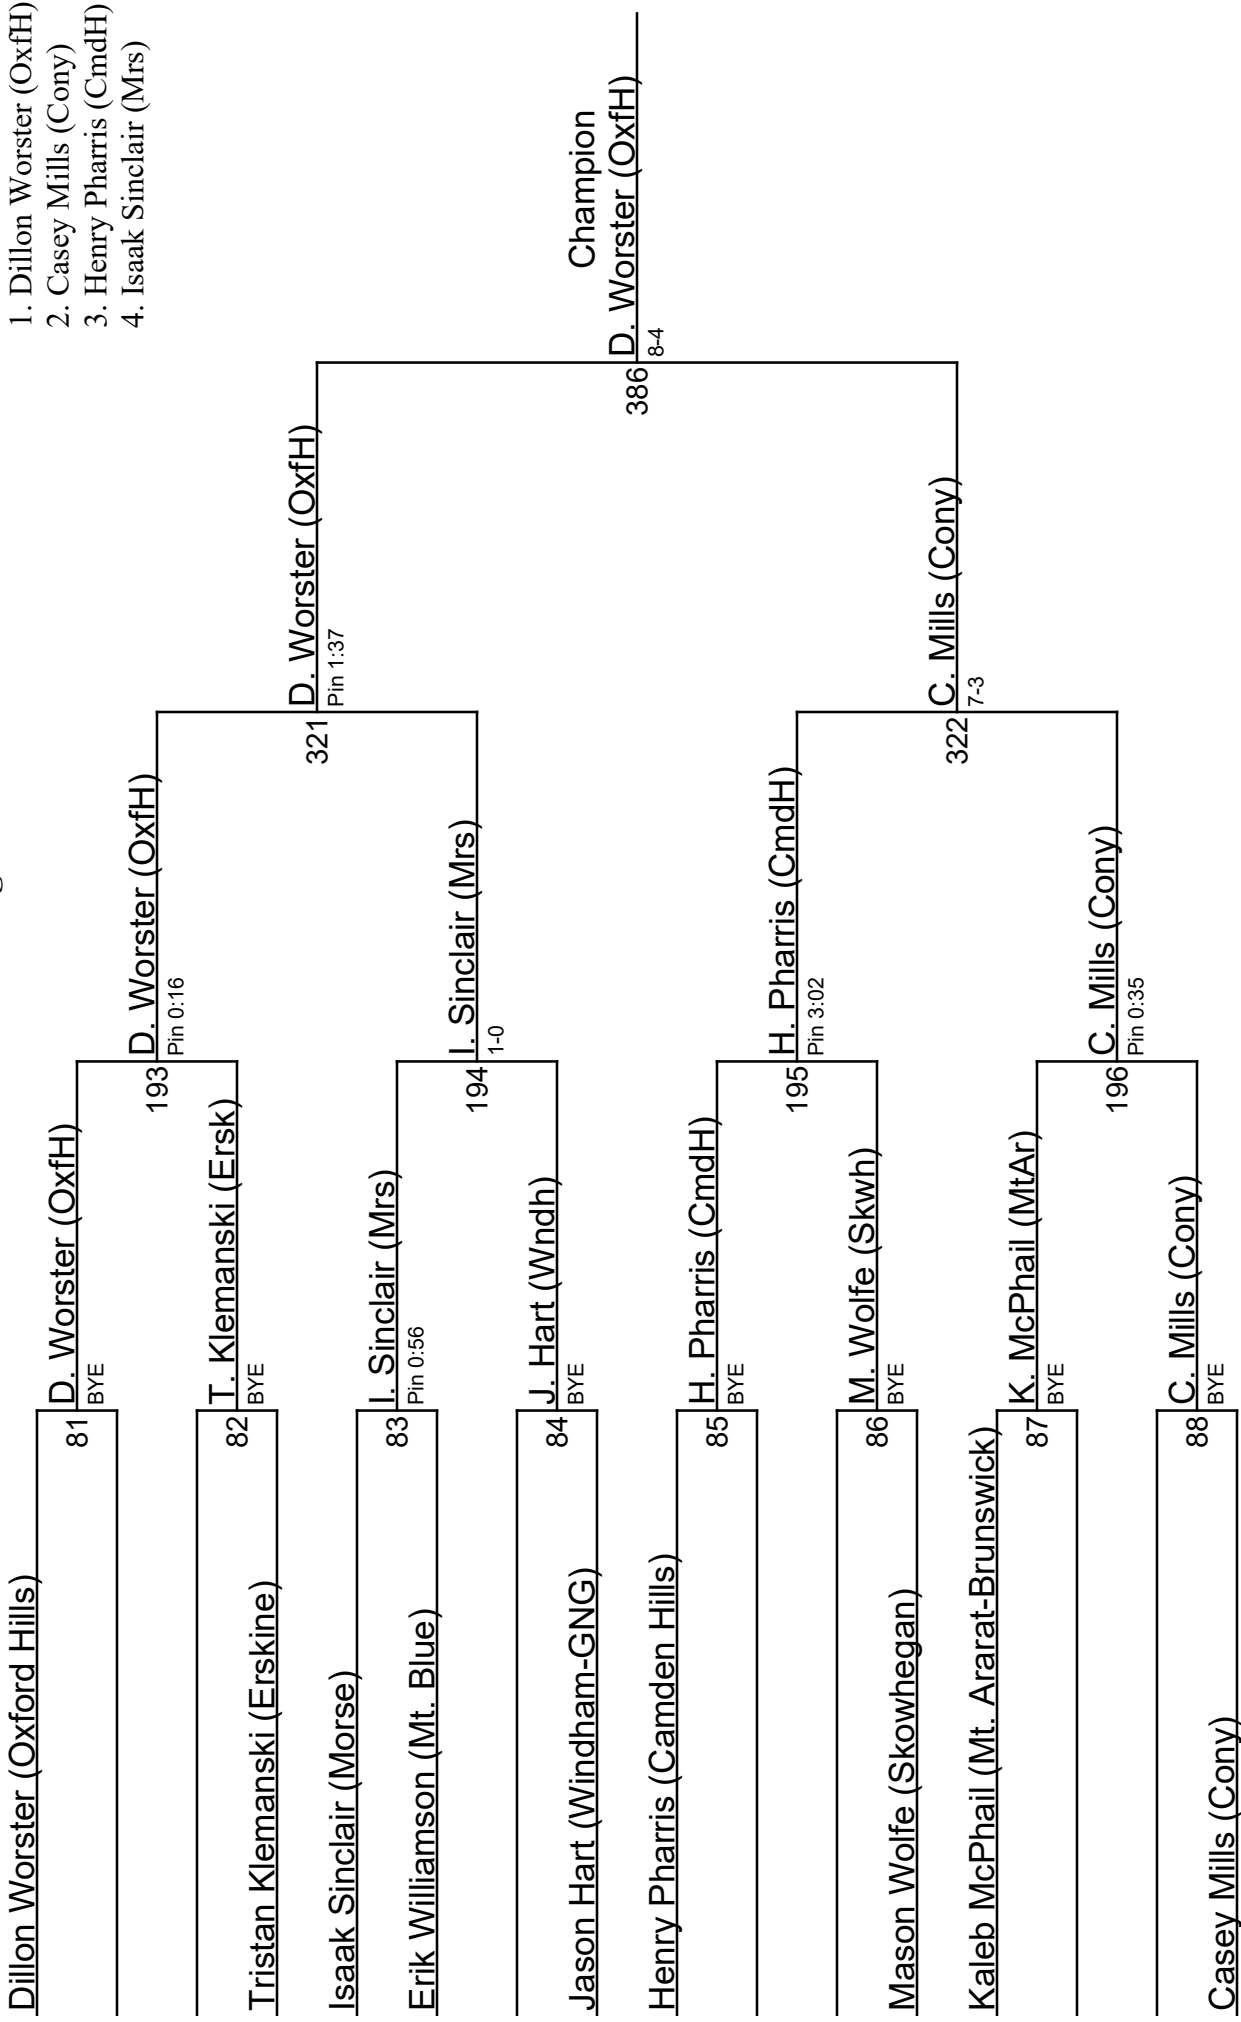 1. Dillon Worster (OxfH)
2. Casey Mills (Cony)
3. Henry Pharris (CmdH)
4. Isaak Sinclair (Mrs)
Dillon Worster (Oxford Hills)
81
D. Worster (OxfH)
BYE
193
D. Worster (OxfH)
Pin 0:16
Tristan Klemanski (Erskine)
82
T. Klemanski (Ersk)
BYE
321
D. Worster (OxfH)
Pin 1:37
Isaak Sinclair (Morse)
83
I. Sinclair (Mrs)
Pin 0:56
Erik Williamson (Mt. Blue)
194
I. Sinclair (Mrs)
1-0
Jason Hart (Windham-GNG)
84
J. Hart (Wndh)
BYE
386
Champion
D. Worster (OxfH)
8-4
Henry Pharris (Camden Hills)
85
H. Pharris (CmdH)
BYE
195
H. Pharris (CmdH)
Pin 3:02
Mason Wolfe (Skowhegan)
86
M. Wolfe (Skwh)
BYE
322
C. Mills (Cony)
7-3
Kaleb McPhail (Mt. Ararat-Brunswick)
87
K. McPhail (MtAr)
BYE
196
C. Mills (Cony)
Pin 0:35
Casey Mills (Cony)
88
C. Mills (Cony)
BYE